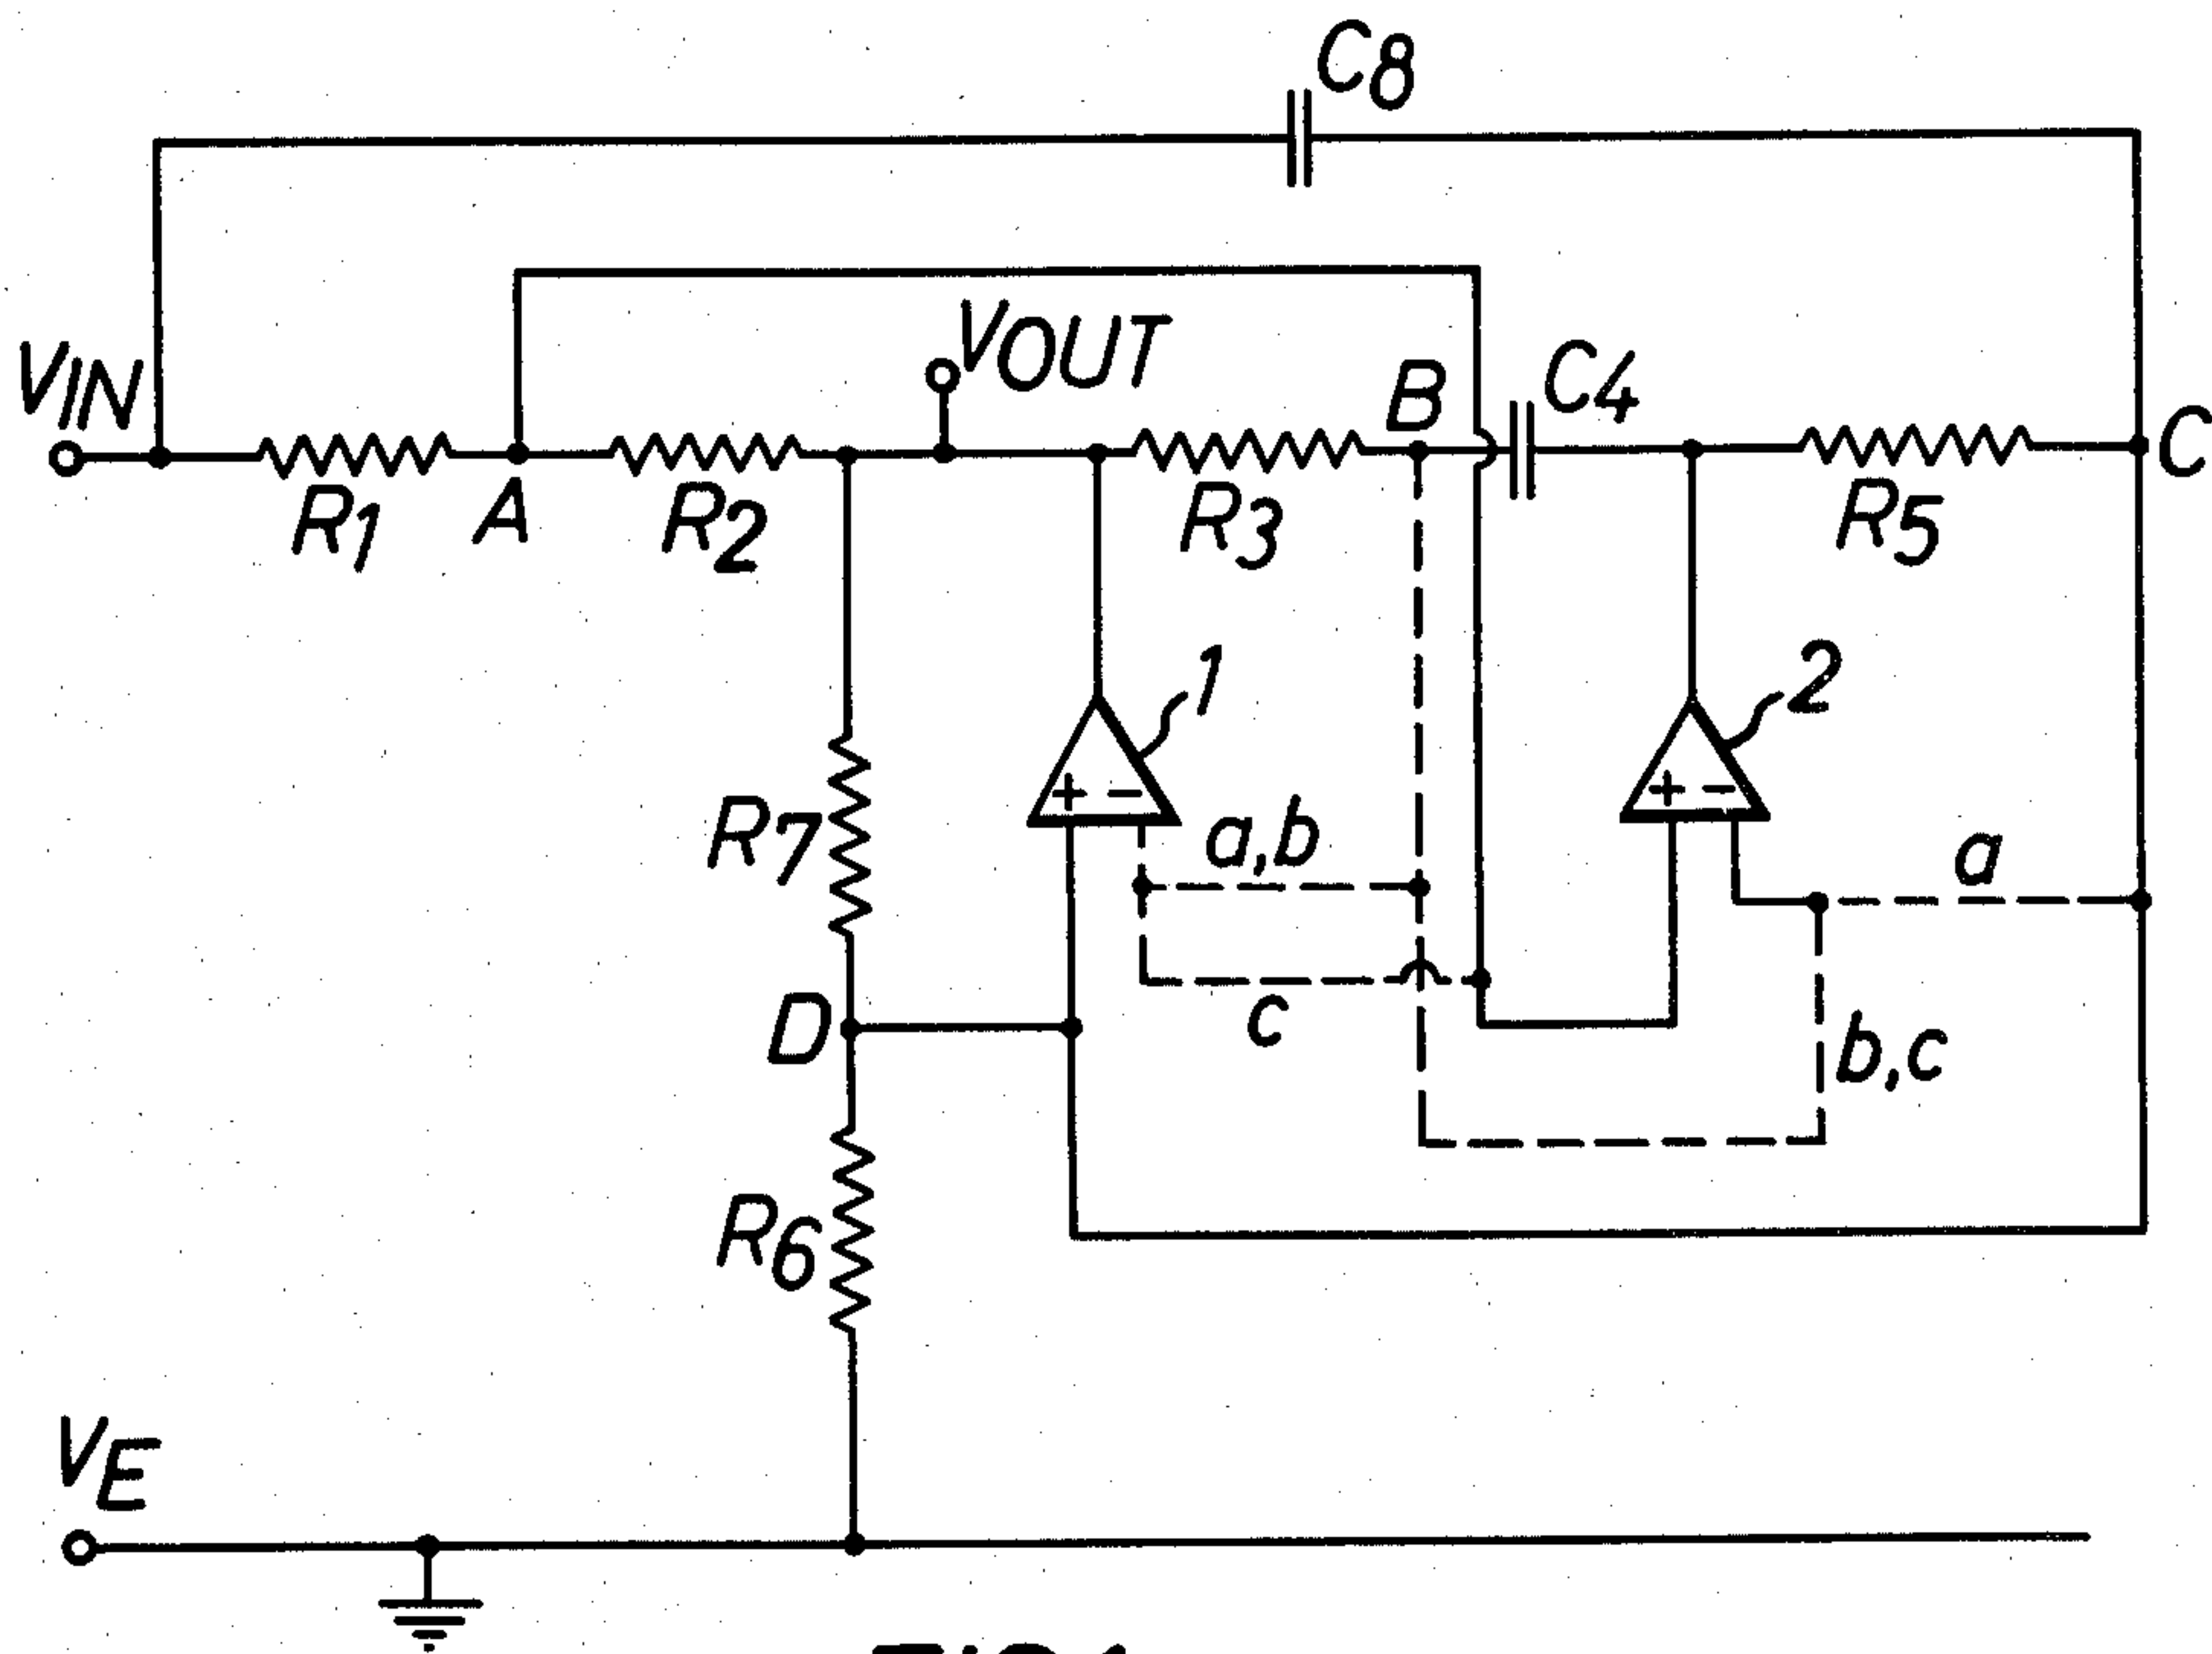 C8
VIN
VOUT
B
C4
C
R1
A
R2
R3
R5
1
2
+ -
+ -
R7
a,b
a
c
D
b,c
R6
VE